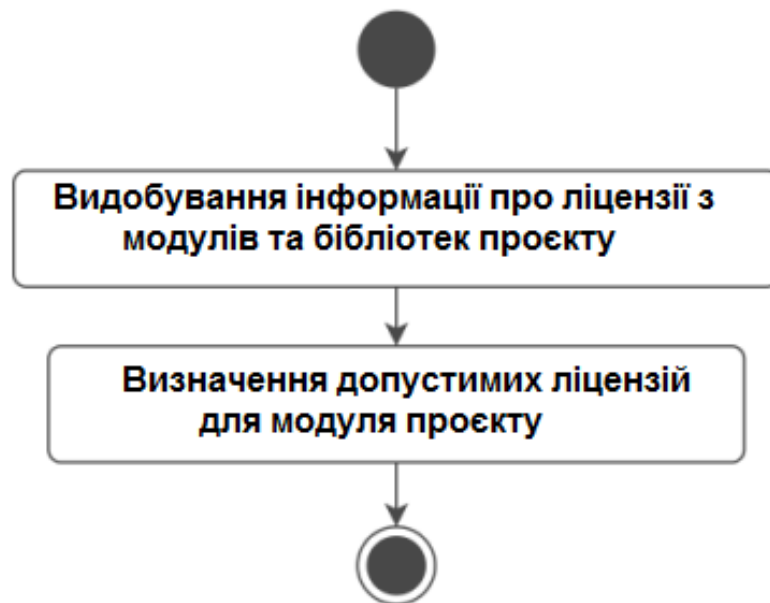 Видобування інформації про ліцензії з
модулів та бібліотек проєкту
Визначення допустимих ліцензій
для модуля проєкту